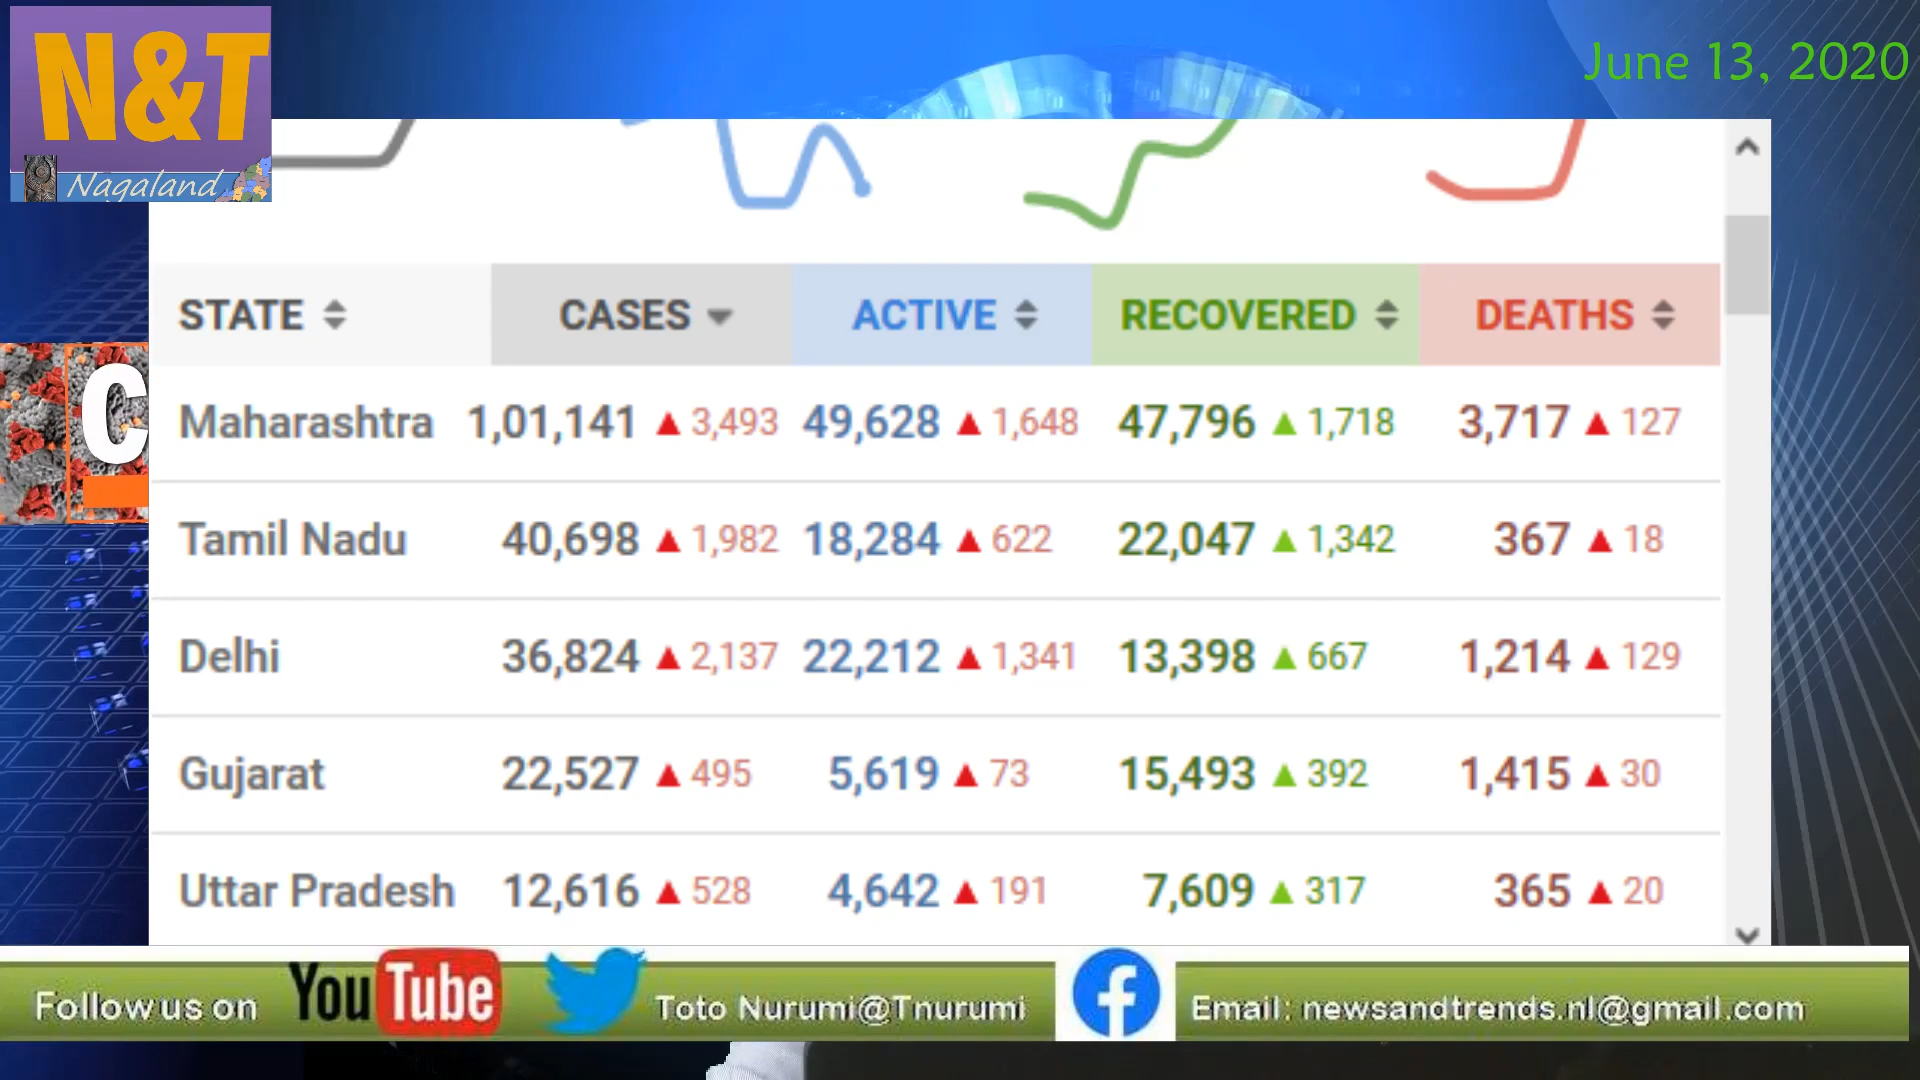 N&T
Nagaland
June 13, 2020
STATE CASES ACTIVE RECOVERED DEATHS
Maharashtra 1,01,141 ▲ 3,493 49,628 ▲ 1,648 47,796 ▲ 1,718 3,717 ▲ 127
Tamil Nadu 40,698 ▲ 1,982 18,284 ▲ 622 22,047 ▲ 1,342 367 ▲ 18
Delhi 36,824 ▲ 2,137 22,212 ▲ 1,341 13,398 ▲ 667 1,214 ▲ 129
Gujarat 22,527 ▲ 495 5,619 ▲ 73 15,493 ▲ 392 1,415 ▲ 30
Uttar Pradesh 12,616 ▲ 528 4,642 ▲ 191 7,609 ▲ 317 365 ▲ 20
C
Follow us on YouTube Toto Nurumi@Tnurumi f Email: newsandtrends.nl@gmail.com